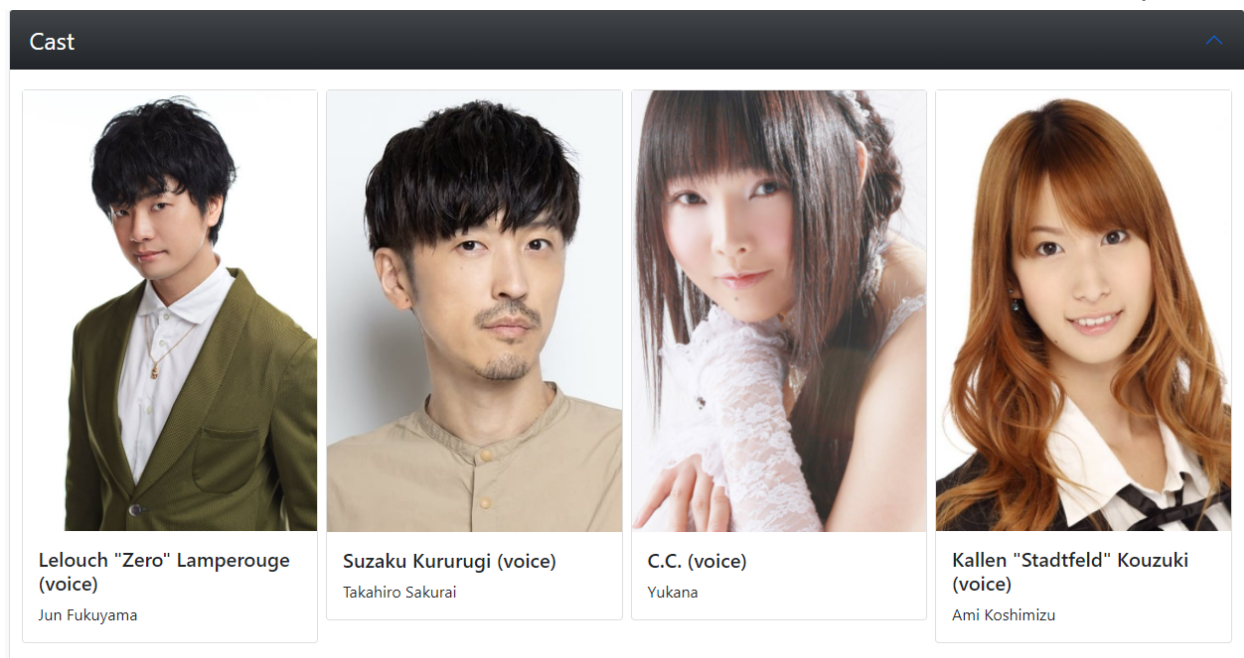 Cast
Lelouch "Zero" Lamperouge
(voice)
Jun Fukuyama
Suzaku Kururugi (voice)
Takahiro Sakurai
C.C. (voice)
Yukana
Kallen "Stadtfeld" Kouzuki
(voice)
Ami Koshimizu